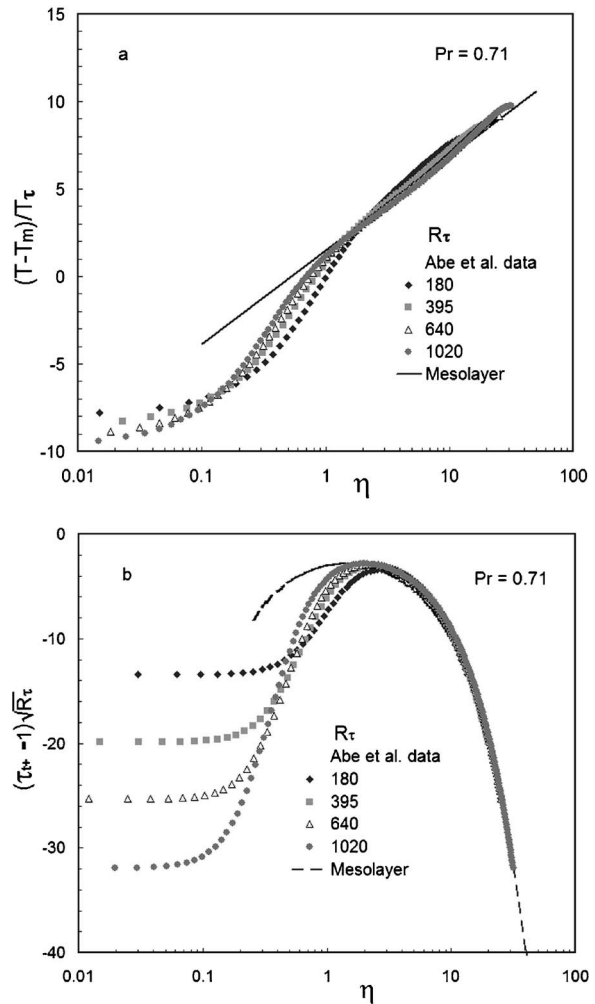 a
Pr = 0.71
15
10
5
0
-5
-10
(T-Tm)/Tτ
Rτ
Abe et al. data
180
395
640
1020
Mesolayer
0.01
0.1
1
10
100
η
b
Pr = 0.71
0
-10
-20
-30
-40
(τt+ -1)√Rτ
Rτ
Abe et al. data
180
395
640
1020
Mesolayer
0.01
0.1
1
10
100
η